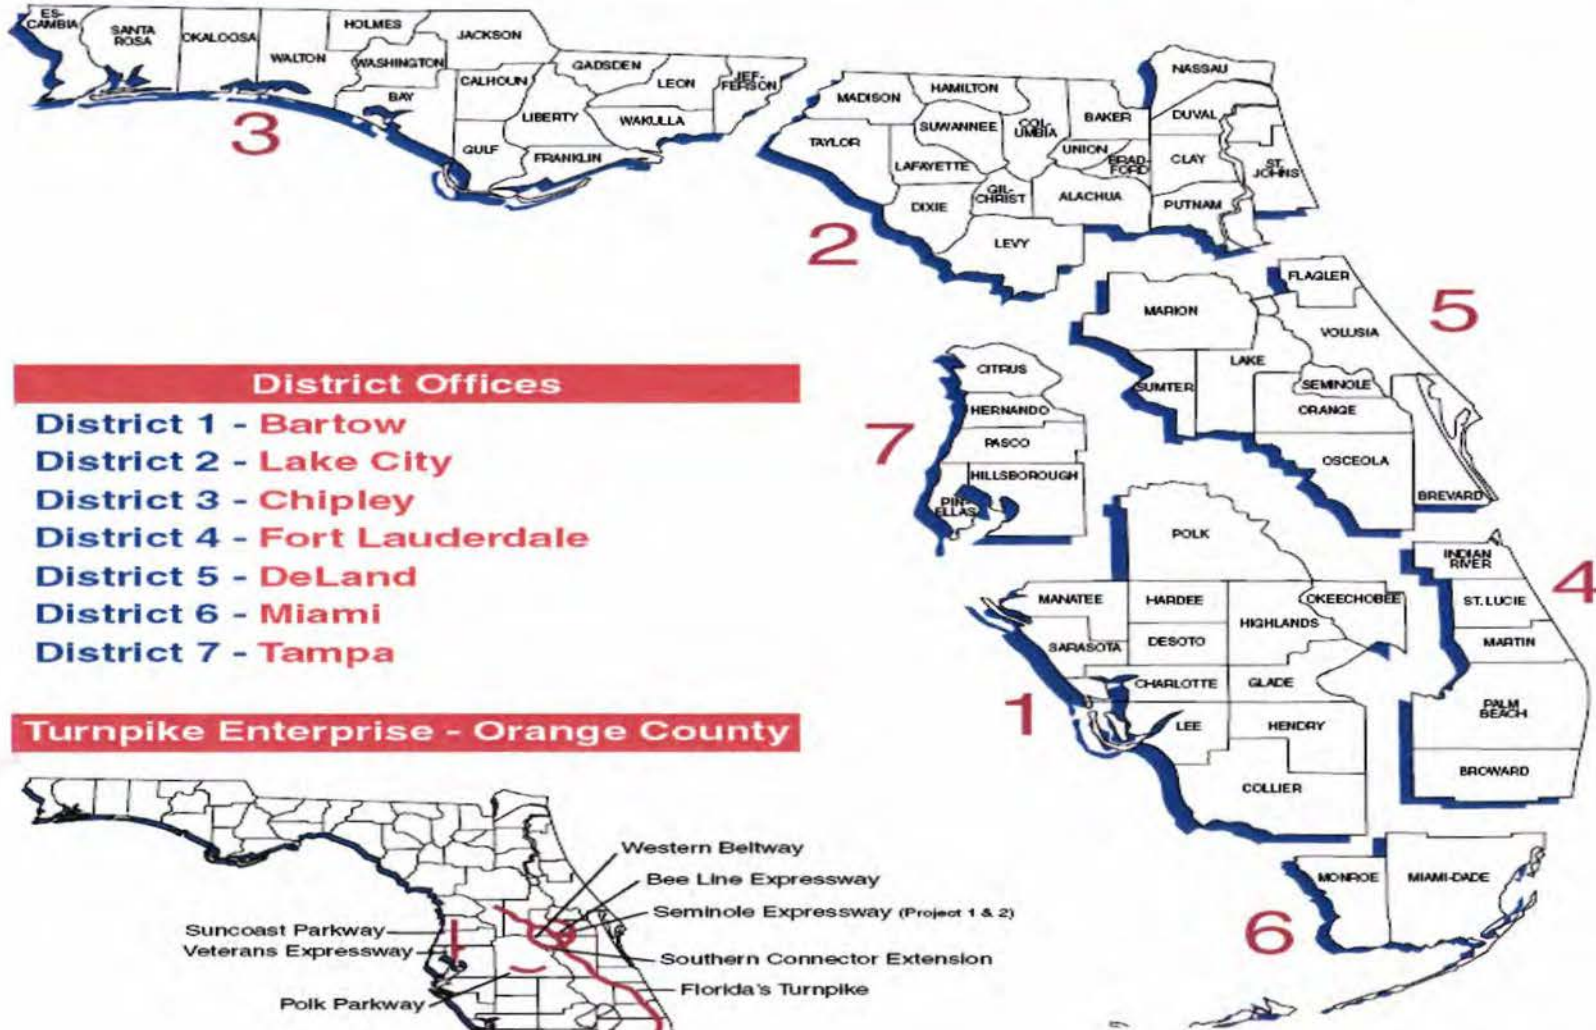 ES-
CAMBIA
SANTA
ROSA
OKALOOSA
WALTON
HOLMES
WASHINGTON
BAY
JACKSON
CALHOUN
GULF
LIBERTY
FRANKLIN
GADSDEN
LEON
WAKULLA
JEF-
FERSON
3
MADISON
TAYLOR
HAMILTON
SUWANNEE
LAFAYETTE
DIXIE
COL-
UMBIA
GIL-
CHRIST
LEVY
BAKER
UNION
BRAD-
FORD
ALACHUA
NASSAU
DUVAL
CLAY
PUTNAM
ST.
JOHNS
2
FLAGLER
MARION
VOLUSIA
LAKE
SUMTER
SEMINOLE
ORANGE
OSCEOLA
BREVARD
5
CITRUS
HERNANDO
PASCO
HILLSBOROUGH
PIN-
ELLAS
7
District Offices
District 1 - Bartow
District 2 - Lake City
District 3 - Chipley
District 4 - Fort Lauderdale
District 5 - DeLand
District 6 - Miami
District 7 - Tampa
POLK
MANATEE
HARDEE
OKEECHOBEE
HIGHLANDS
SARASOTA
DESOTO
CHARLOTTE
GLADE
LEE
HENDRY
COLLIER
1
INDIAN
RIVER
ST. LUCIE
MARTIN
PALM
BEACH
BROWARD
4
MONROE
MIAMI-DADE
6
Turnpike Enterprise - Orange County
Western Beltway
Bee Line Expressway
Seminole Expressway (Project 1 & 2)
Suncoast Parkway
Veterans Expressway
Southern Connector Extension
Florida's Turnpike
Polk Parkway